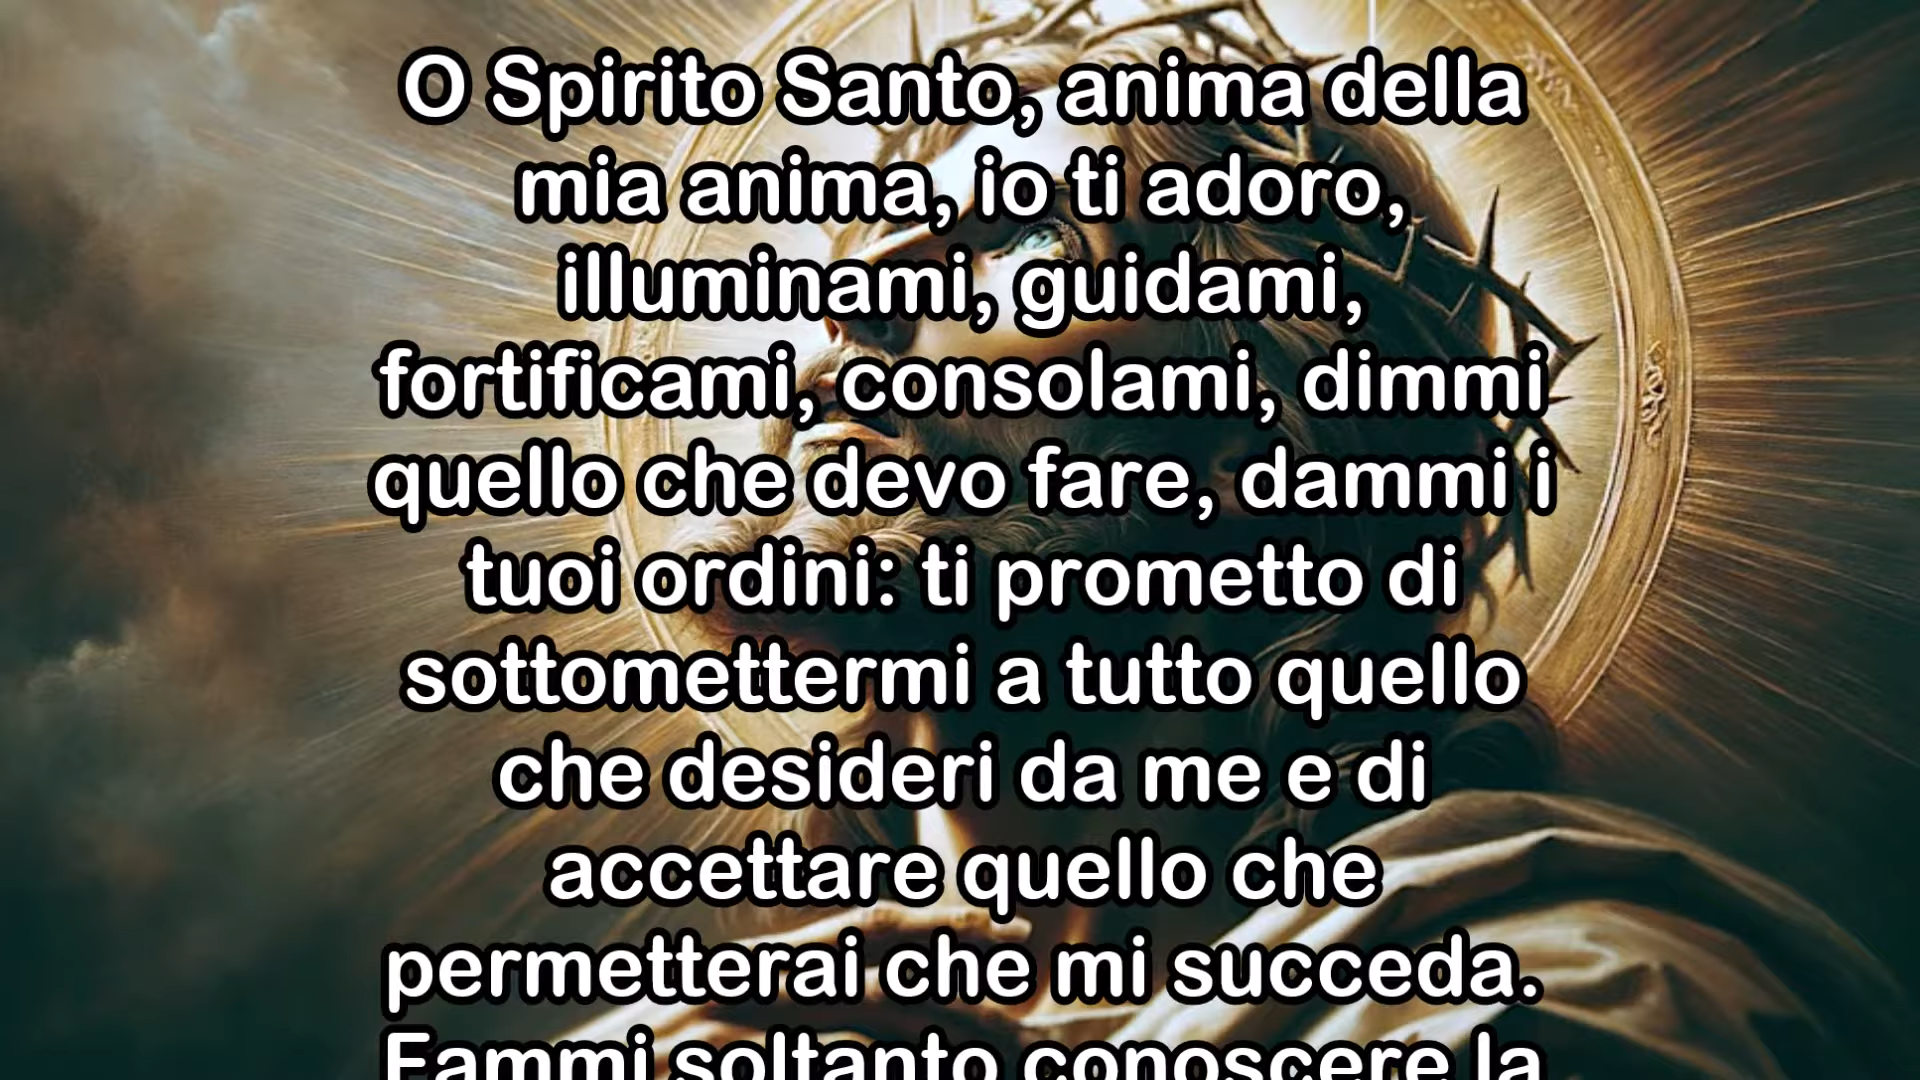 O Spirito Santo, anima della
mia anima, io ti adoro,
illuminami, guidami,
fortificami, consolami, dimmi
quello che devo fare, dammi i
tuoi ordini: ti prometto di
sottomettermi a tutto quello
che desideri da me e di
accettare quello che
permetterai che mi succeda.
Fammi soltanto conoscere la